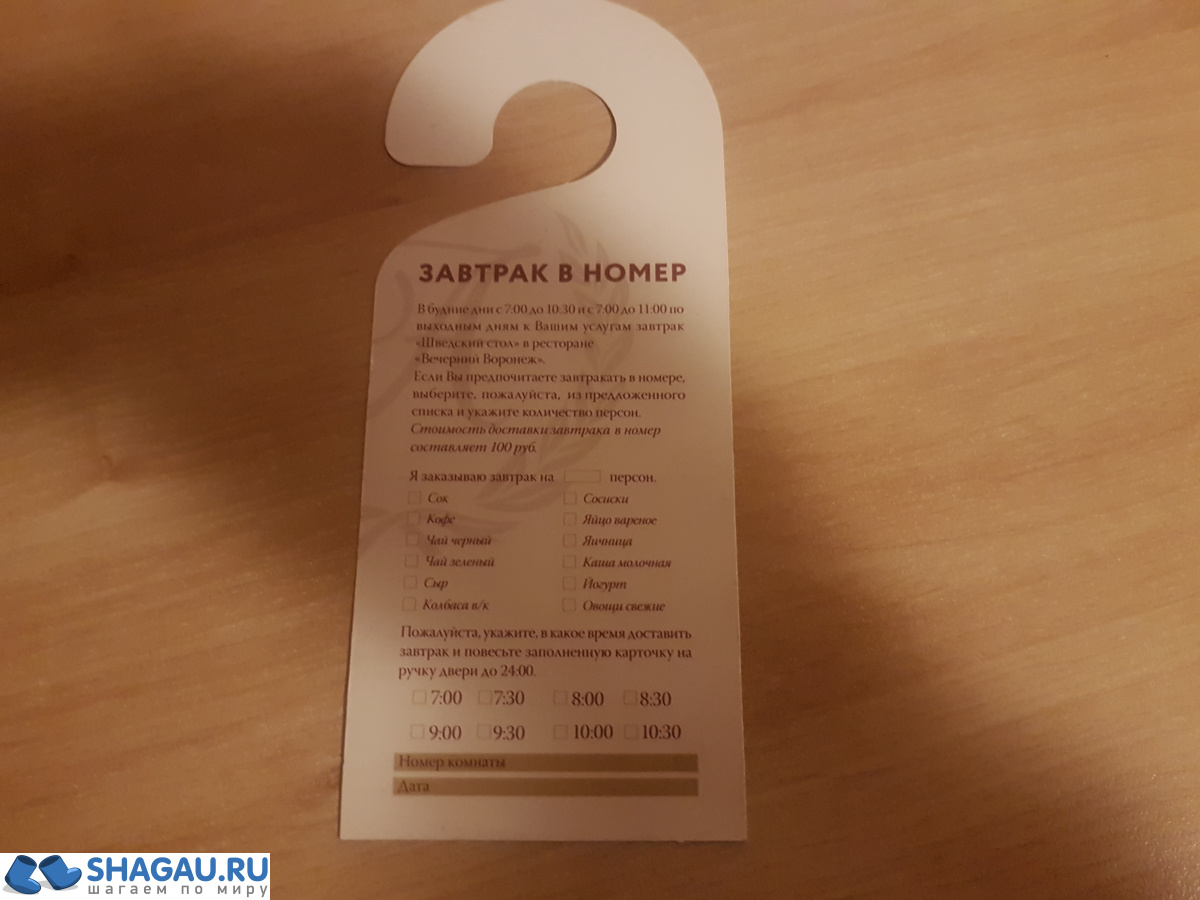 ЗАВТРАК В НОМЕР
В будние дни с 7:00 до 10:30 и с 7:00 до 11:00 по
выходным дням к Вашим услугам завтрак
«Шведский стол» в ресторане
«Вечерний Воронеж».
Если Вы предпочитаете завтракать в номере,
выберите, пожалуйста, из предложенного
списка и укажите количество персон.
Стоимость доставки завтрака в номер
составляет 100 руб.
Я заказываю завтрак на персон.
Сок Сосиски
Кофе Яйцо вареное
Чай черный Яичница
Чай зеленый Каша молочная
Сыр Йогурт
Колбаса в/к Овощи свежие
Пожалуйста, укажите, в какое время доставить
завтрак и повесьте заполненную карточку на
ручку двери до 24:00.
7:00 7:30 8:00 8:30
9:00 9:30 10:00 10:30
Номер комнаты
Дата
SHAGAU.RU
шагаем по миру